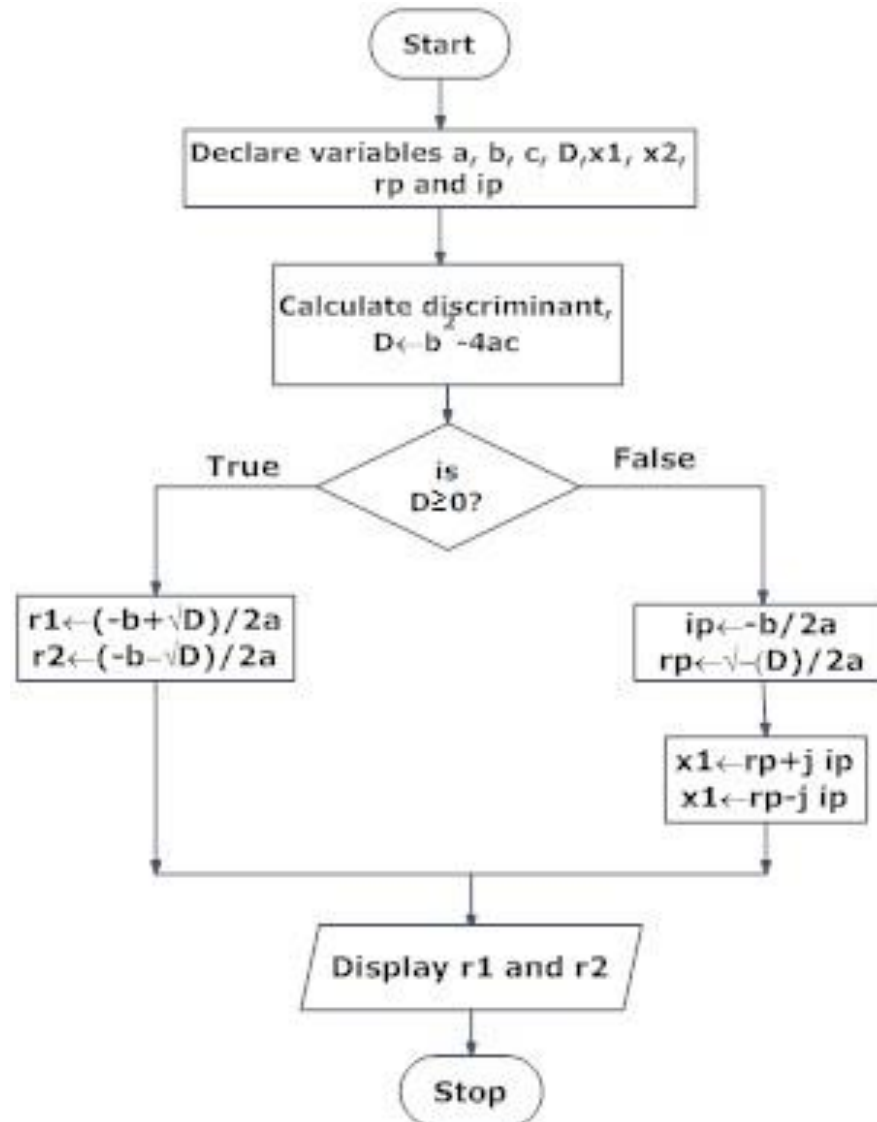 Start
Declare variables a, b, c, D,x1, x2,
rp and ip
Calculate discriminant,
D←b²-4ac
is
D≥0?
True
False
r1←(-b+√D)/2a
r2←(-b-√D)/2a
ip←-b/2a
rp←√-(D)/2a
x1←rp+j ip
x1←rp-j ip
Display r1 and r2
Stop